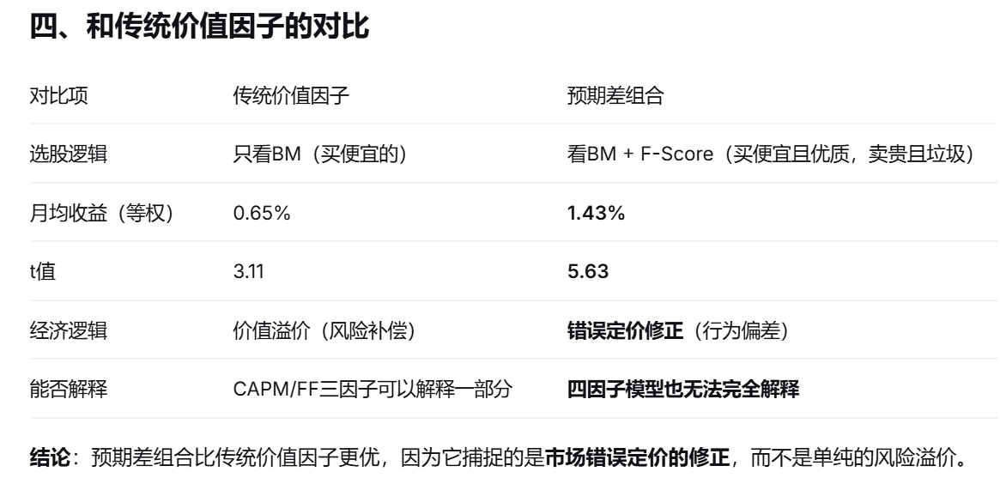 四、和传统价值因子的对比
对比项 传统价值因子 预期差组合
选股逻辑 只看BM（买便宜的） 看BM + F-Score（买便宜且优质，卖贵且垃圾）
月均收益（等权） 0.65% 1.43%
t值 3.11 5.63
经济逻辑 价值溢价（风险补偿） 错误定价修正（行为偏差）
能否解释 CAPM/FF三因子可以解释一部分 四因子模型也无法完全解释
结论：预期差组合比传统价值因子更优，因为它捕捉的是市场错误定价的修正，而不是单纯的风险溢价。